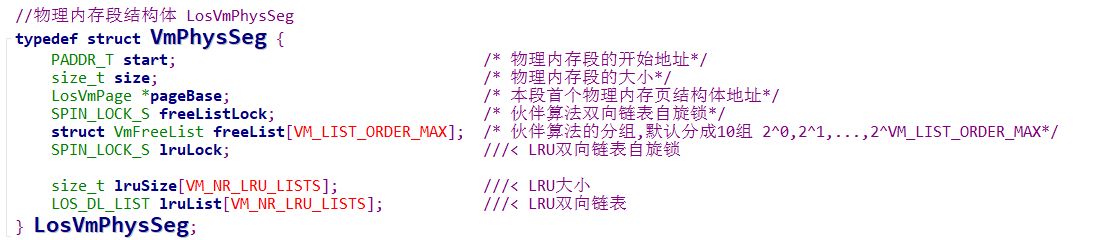 //物理内存段结构体 LosVmPhysSeg
typedef struct VmPhysSeg {
    PADDR_T start;                                  /* 物理内存段的开始地址*/
    size_t size;                                    /* 物理内存段的大小*/
    LosVmPage *pageBase;                            /* 本段首个物理内存页结构体地址*/
    SPIN_LOCK_S freeListLock;                       /* 伙伴算法双向链表自旋锁*/
    struct VmFreeList freeList[VM_LIST_ORDER_MAX];  /* 伙伴算法的分组,默认分成10组 2^0,2^1,...,2^VM_LIST_ORDER_MAX*/
    SPIN_LOCK_S lruLock;                            ///< LRU双向链表自旋锁
    size_t lruSize[VM_NR_LRU_LISTS];                ///< LRU大小
    LOS_DL_LIST lruList[VM_NR_LRU_LISTS];           ///< LRU双向链表
} LosVmPhysSeg;